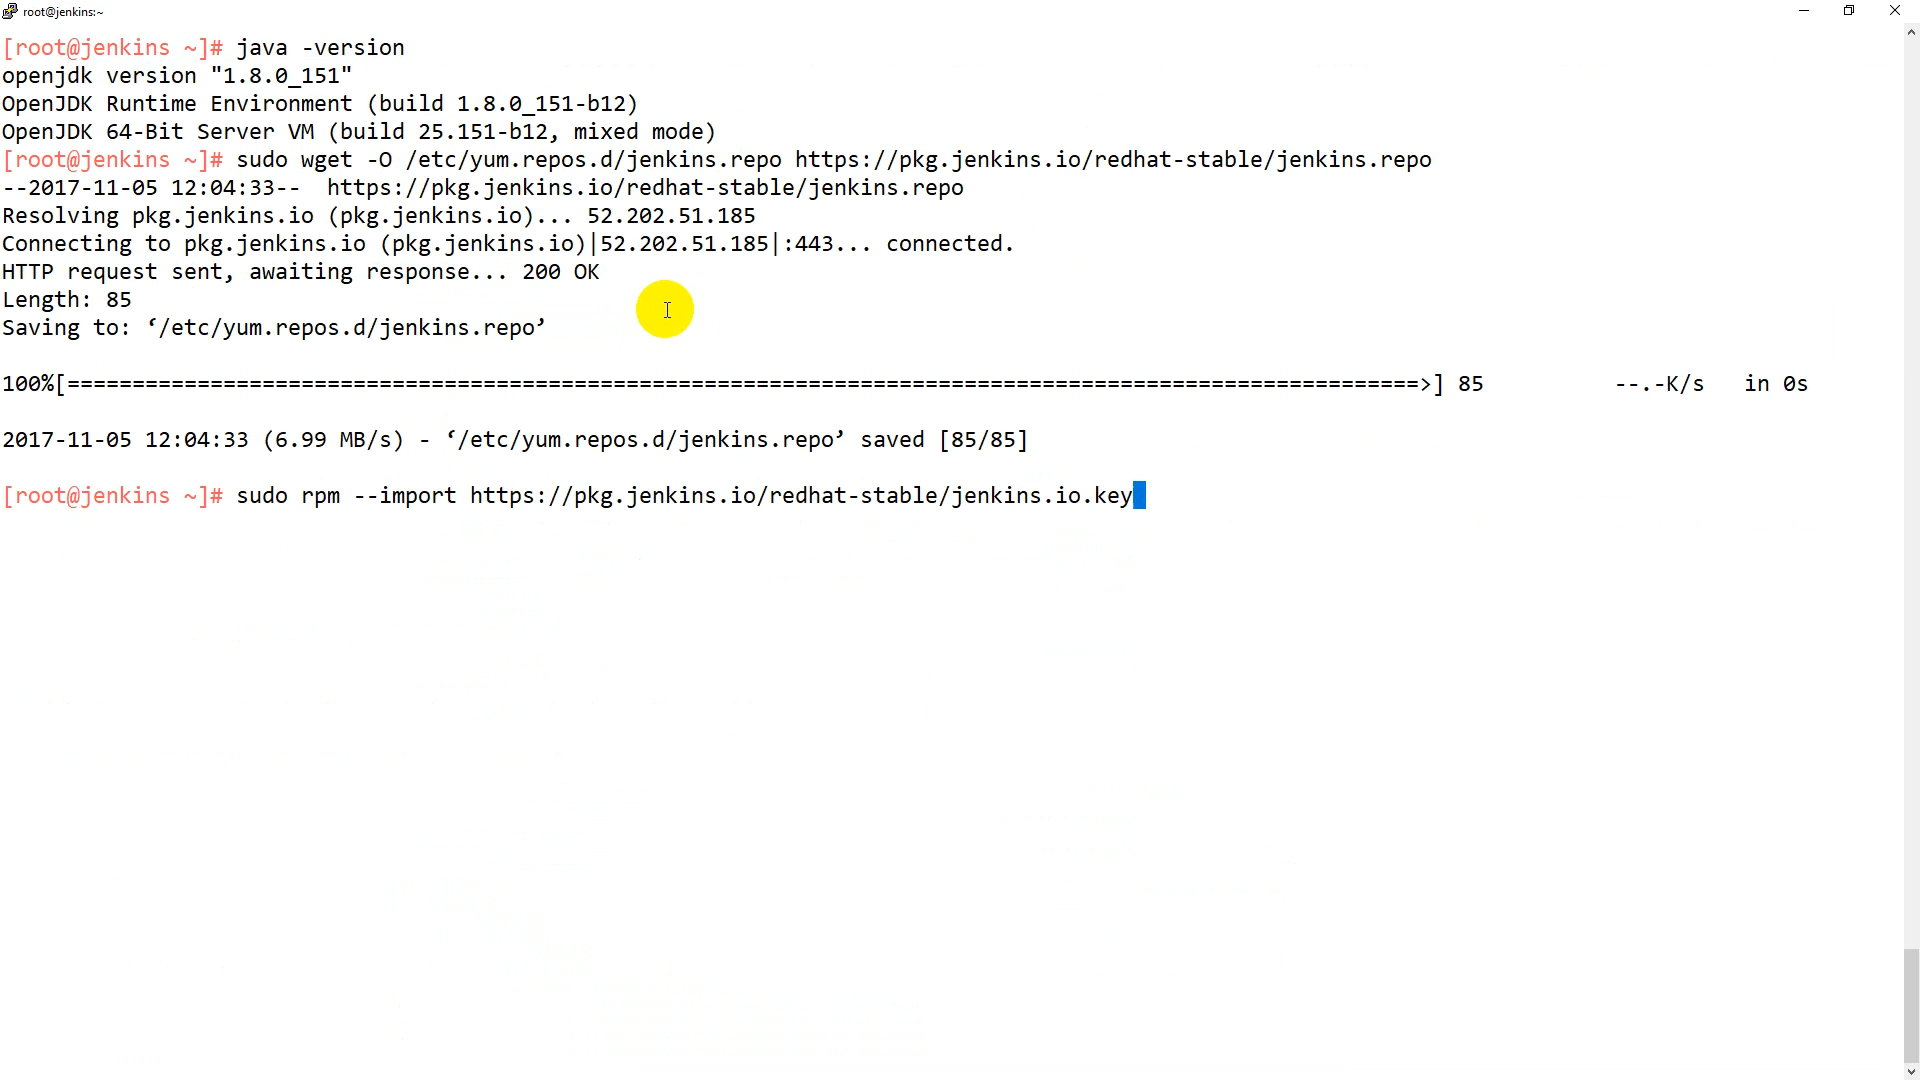 root@jenkins:~
[root@jenkins ~]# java -version
openjdk version "1.8.0_151"
OpenJDK Runtime Environment (build 1.8.0_151-b12)
OpenJDK 64-Bit Server VM (build 25.151-b12, mixed mode)
[root@jenkins ~]# sudo wget -O /etc/yum.repos.d/jenkins.repo https://pkg.jenkins.io/redhat-stable/jenkins.repo
--2017-11-05 12:04:33--  https://pkg.jenkins.io/redhat-stable/jenkins.repo
Resolving pkg.jenkins.io (pkg.jenkins.io)... 52.202.51.185
Connecting to pkg.jenkins.io (pkg.jenkins.io)|52.202.51.185|:443... connected.
HTTP request sent, awaiting response... 200 OK
Length: 85
Saving to: ‘/etc/yum.repos.d/jenkins.repo’
100%[========================================================================================================>] 85          --.-K/s   in 0s
2017-11-05 12:04:33 (6.99 MB/s) - ‘/etc/yum.repos.d/jenkins.repo’ saved [85/85]
[root@jenkins ~]# sudo rpm --import https://pkg.jenkins.io/redhat-stable/jenkins.io.key